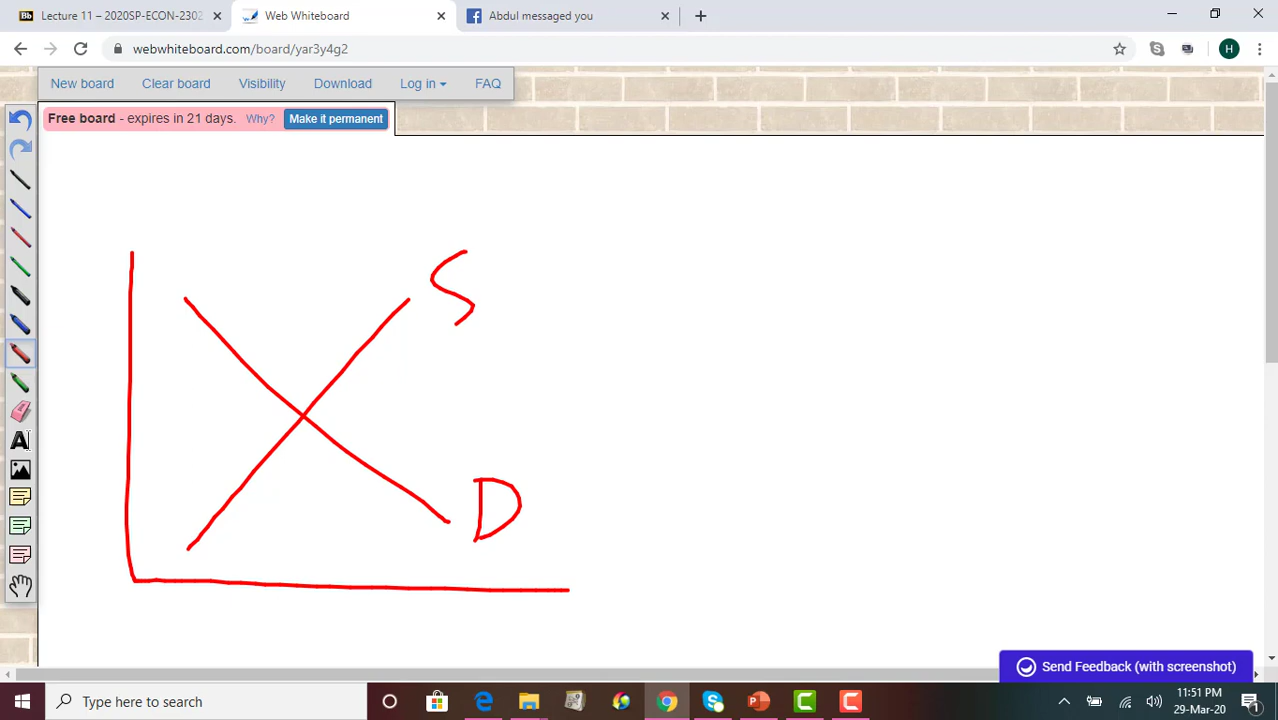 Bb Lecture 11 – 2020SP-ECON-2302
Web Whiteboard
Abdul messaged you
webwhiteboard.com/board/yar3y4g2
H
New board Clear board Visibility Download Log in FAQ
Free board - expires in 21 days. Why? Make it permanent
S
A
D
Send Feedback (with screenshot)
Type here to search
11:51 PM
29-Mar-20
1